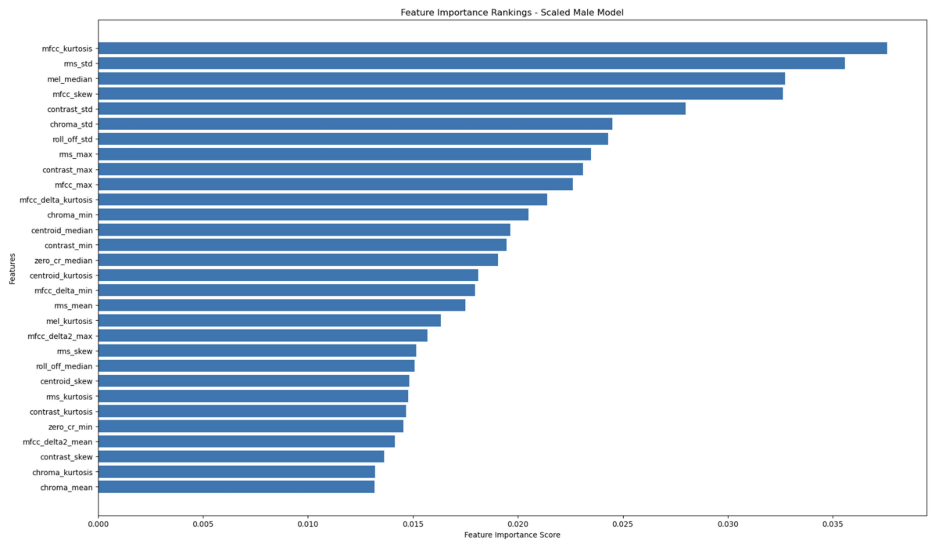 Feature Importance Rankings - Scaled Male Model
Features
mfcc_kurtosis
rms_std
mel_median
mfcc_skew
contrast_std
chroma_std
roll_off_std
rms_max
contrast_max
mfcc_max
mfcc_delta_kurtosis
chroma_min
centroid_median
contrast_min
zero_cr_median
centroid_kurtosis
mfcc_delta_min
rms_mean
mel_kurtosis
mfcc_delta2_max
rms_skew
roll_off_median
centroid_skew
rms_kurtosis
contrast_kurtosis
zero_cr_min
mfcc_delta2_mean
contrast_skew
chroma_kurtosis
chroma_mean
0.000 0.005 0.010 0.015 0.020 0.025 0.030 0.035
Feature Importance Score